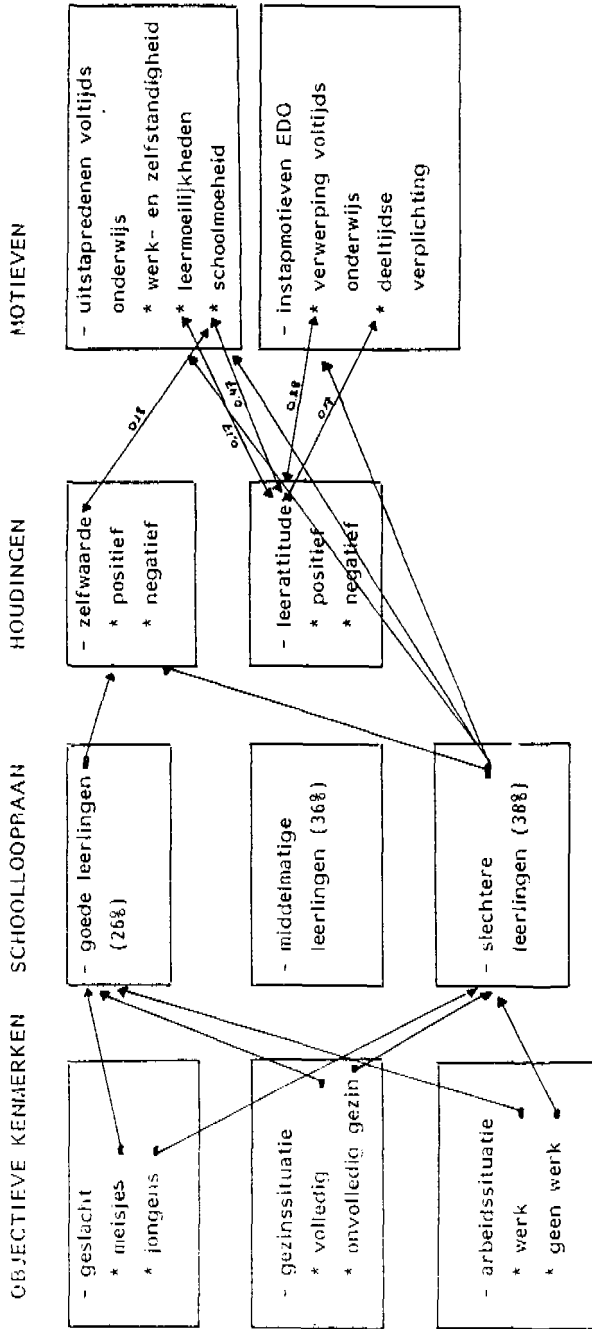 OBJECTIEVE KENMERKEN
SCHOOLLOOPBAAN
HOUDINGEN
MOTIEVEN
- geslacht
* meisjes
* jongens
- gezinssituatie
* volledig
* onvolledig gezin
- arbeidssituatie
* werk
* geen werk
- goede leerlingen
(26%)
- middelmatige
leerlingen (36%)
- slechtere
leerlingen (38%)
- zelfwaarde
* positief
* negatief
- leerattitude
* positief
* negatief
- uitstapredenen voltijds
onderwijs
* werk- en zelfstandigheid
* leermoeilijkheden
* schoolmoeheid
- instapmotieven EDO
* verwerping voltijds
onderwijs
* deeltijdse
verplichting